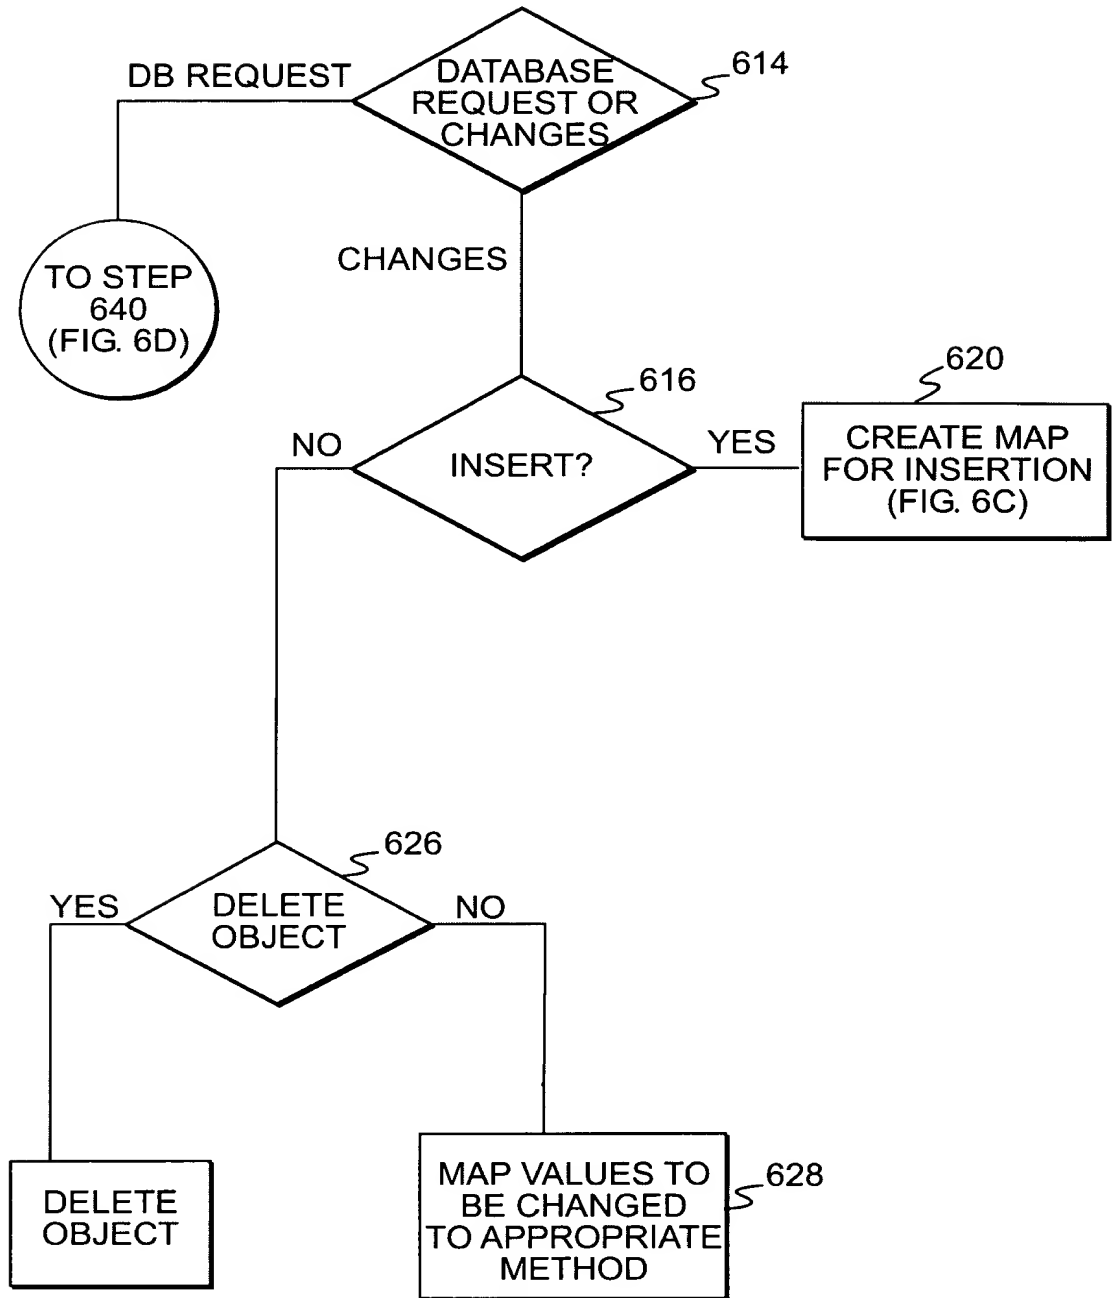 DB REQUEST
DATABASE
REQUEST OR
CHANGES
614
TO STEP
640
(FIG. 6D)
CHANGES
616
620
NO
INSERT?
YES
CREATE MAP
FOR INSERTION
(FIG. 6C)
626
YES
DELETE
OBJECT
NO
DELETE
OBJECT
MAP VALUES TO
BE CHANGED
TO APPROPRIATE
METHOD
628